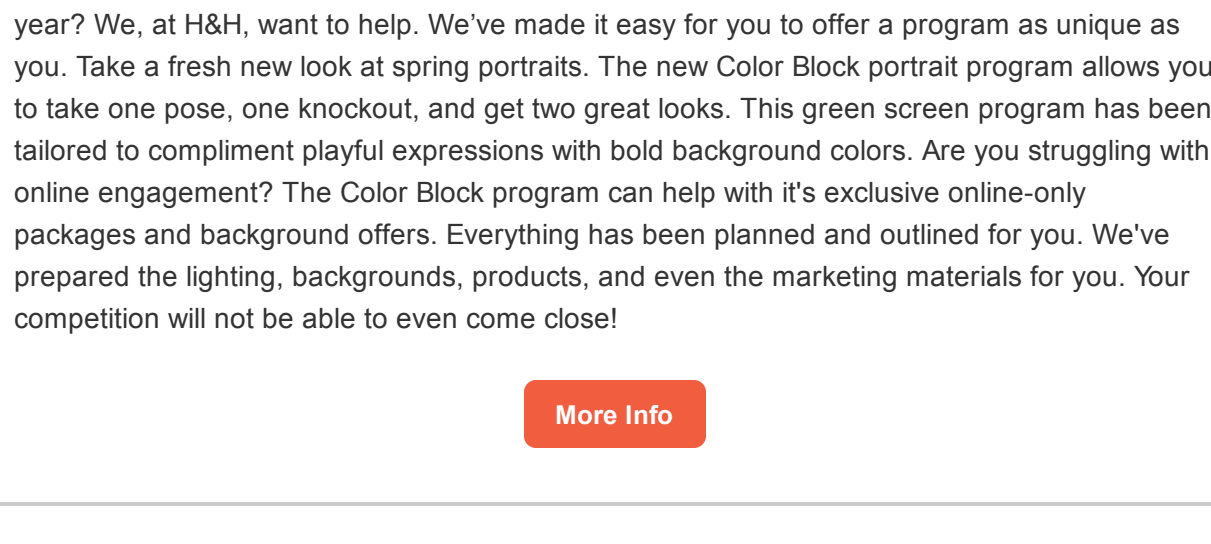 year? We, at H&H, want to help. We’ve made it easy for you to offer a program as unique as
you. Take a fresh new look at spring portraits. The new Color Block portrait program allows you
to take one pose, one knockout, and get two great looks. This green screen program has been
tailored to compliment playful expressions with bold background colors. Are you struggling with
online engagement? The Color Block program can help with it's exclusive online-only
packages and background offers. Everything has been planned and outlined for you. We've
prepared the lighting, backgrounds, products, and even the marketing materials for you. Your
competition will not be able to even come close!
More Info